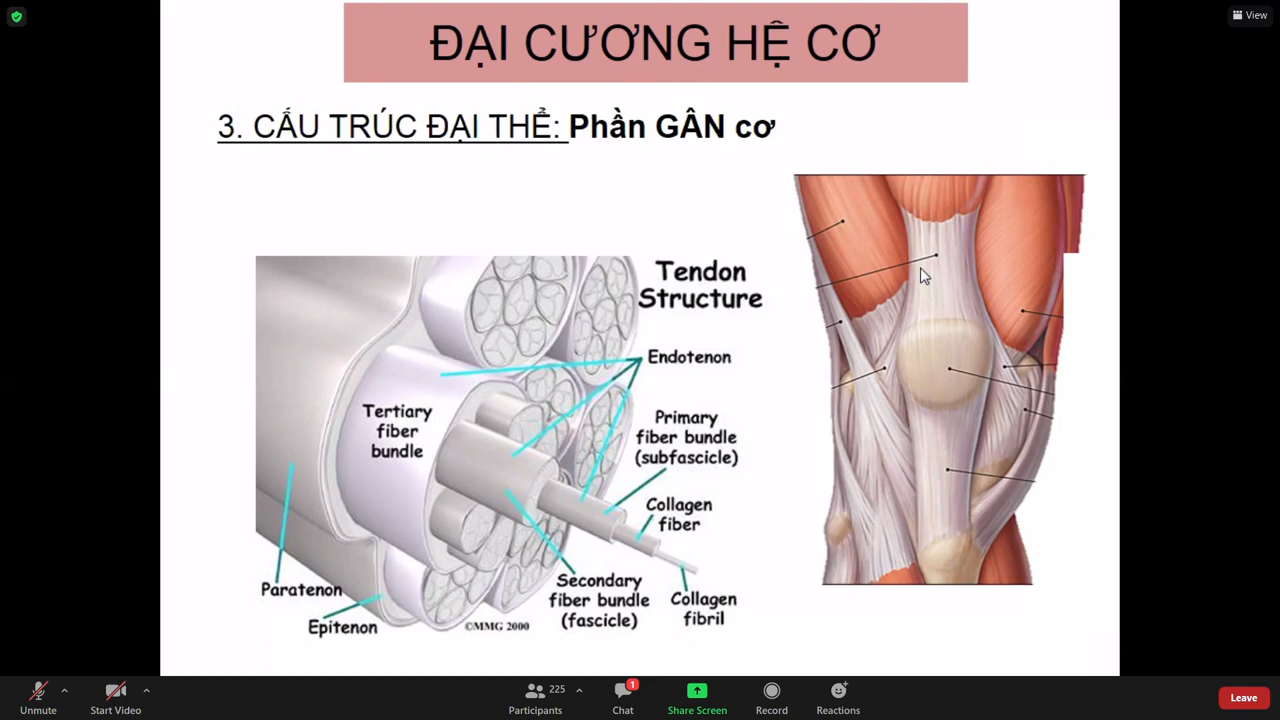 View
ĐẠI CƯƠNG HỆ CƠ
3. CẤU TRÚC ĐẠI THỂ: Phần GÂN cơ
Tendon
Structure
Endotenon
Tertiary
fiber
bundle
Primary
fiber bundle
(subfascicle)
Collagen
fiber
Paratenon
Epitenon
Secondary
fiber bundle
(fascicle)
Collagen
fibril
©MMG 2000
Unmute
Start Video
225
Participants
1
Chat
Share Screen
Record
Reactions
Leave